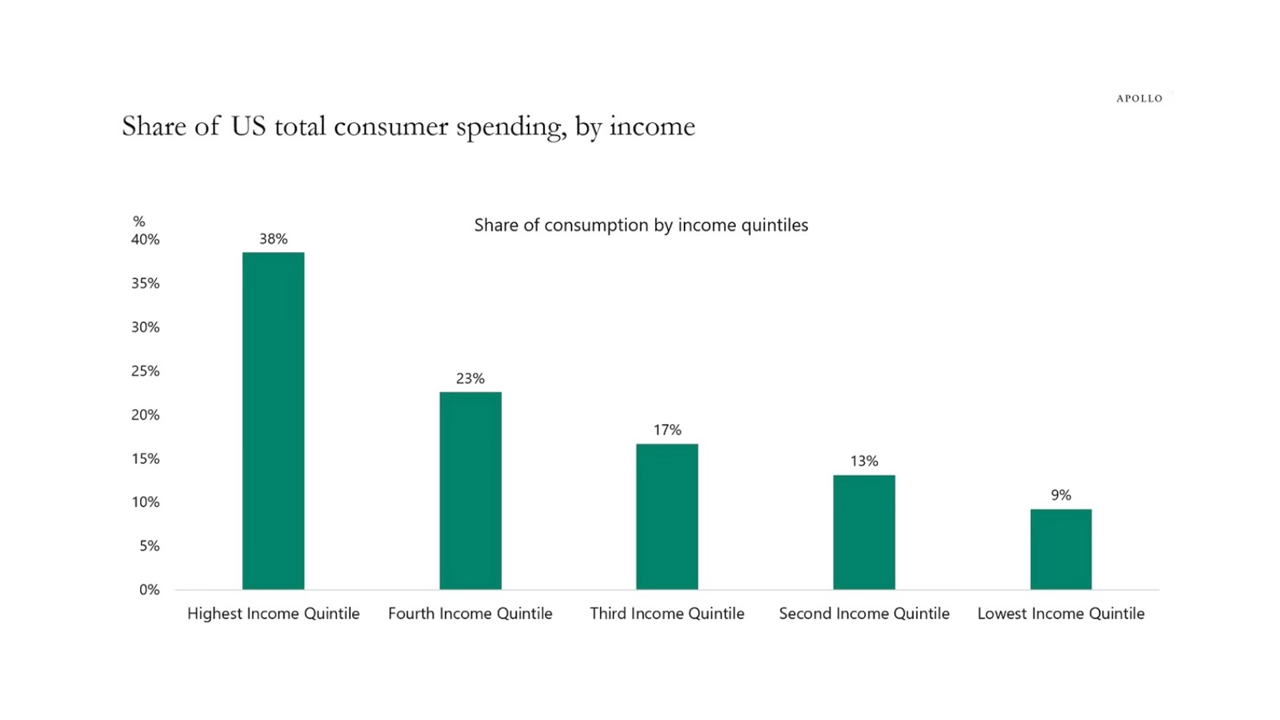 APOLLO
Share of US total consumer spending, by income
%
Share of consumption by income quintiles
40%
35%
30%
25%
20%
15%
10%
5%
0%
38%
23%
17%
13%
9%
Highest Income Quintile
Fourth Income Quintile
Third Income Quintile
Second Income Quintile
Lowest Income Quintile